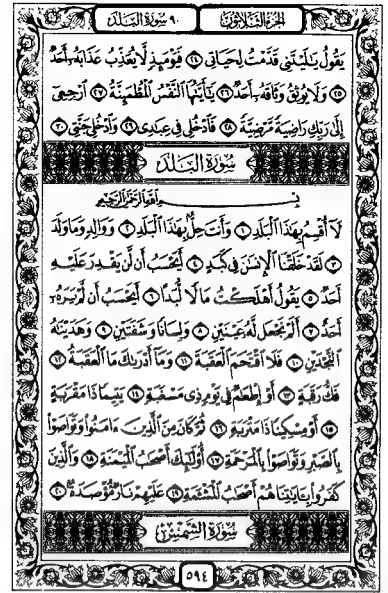 الجزء الثلاثون ٩٠ سورة البلد
يَقُولُ يَٰلَيْتَنِى قَدَّمْتُ لِحَيَاتِى ٢٤ فَيَوْمَئِذٍ لَّا يُعَذِّبُ عَذَابَهُۥٓ أَحَدٌ
٢٥ وَلَا يُوثِقُ وَثَاقَهُۥٓ أَحَدٌ ٢٦ يَٰٓأَيَّتُهَا ٱلنَّفْسُ ٱلْمُطْمَئِنَّةُ ٢٧ ٱرْجِعِىٓ
إِلَىٰ رَبِّكِ رَاضِيَةً مَّرْضِيَّةً ٢٨ فَٱدْخُلِى فِى عِبَٰدِى ٢٩ وَٱدْخُلِى جَنَّتِى ٣٠
سُورَةُ البَلَد
بِسْمِ ٱللَّهِ ٱلرَّحْمَٰنِ ٱلرَّحِيمِ
لَآ أُقْسِمُ بِهَٰذَا ٱلْبَلَدِ ١ وَأَنتَ حِلٌّۢ بِهَٰذَا ٱلْبَلَدِ ٢ وَوَالِدٍ وَمَا وَلَدَ
٣ لَقَدْ خَلَقْنَا ٱلْإِنسَٰنَ فِى كَبَدٍ ٤ أَيَحْسَبُ أَن لَّن يَقْدِرَ عَلَيْهِ
أَحَدٌ ٥ يَقُولُ أَهْلَكْتُ مَالًا لُّبَدًا ٦ أَيَحْسَبُ أَن لَّمْ يَرَهُۥٓ
أَحَدٌ ٧ أَلَمْ نَجْعَل لَّهُۥ عَيْنَيْنِ ٨ وَلِسَانًا وَشَفَتَيْنِ ٩ وَهَدَيْنَٰهُ
ٱلنَّجْدَيْنِ ١٠ فَلَا ٱقْتَحَمَ ٱلْعَقَبَةَ ١١ وَمَآ أَدْرَىٰكَ مَا ٱلْعَقَبَةُ ١٢
فَكُّ رَقَبَةٍ ١٣ أَوْ إِطْعَٰمٌ فِى يَوْمٍ ذِى مَسْغَبَةٍ ١٤ يَتِيمًا ذَا مَقْرَبَةٍ
١٥ أَوْ مِسْكِينًا ذَا مَتْرَبَةٍ ١٦ ثُمَّ كَانَ مِنَ ٱلَّذِينَ ءَامَنُوا۟ وَتَوَاصَوْا۟
بِٱلصَّبْرِ وَتَوَاصَوْا۟ بِٱلْمَرْحَمَةِ ١٧ أُو۟لَٰٓئِكَ أَصْحَٰبُ ٱلْمَيْمَنَةِ ١٨ وَٱلَّذِينَ
كَفَرُوا۟ بِـَٔايَٰتِنَا هُمْ أَصْحَٰبُ ٱلْمَشْـَٔمَةِ ١٩ عَلَيْهِمْ نَارٌ مُّؤْصَدَةٌۢ ٢٠
سُورَةُ الشَّمْسِ
٥٩٤